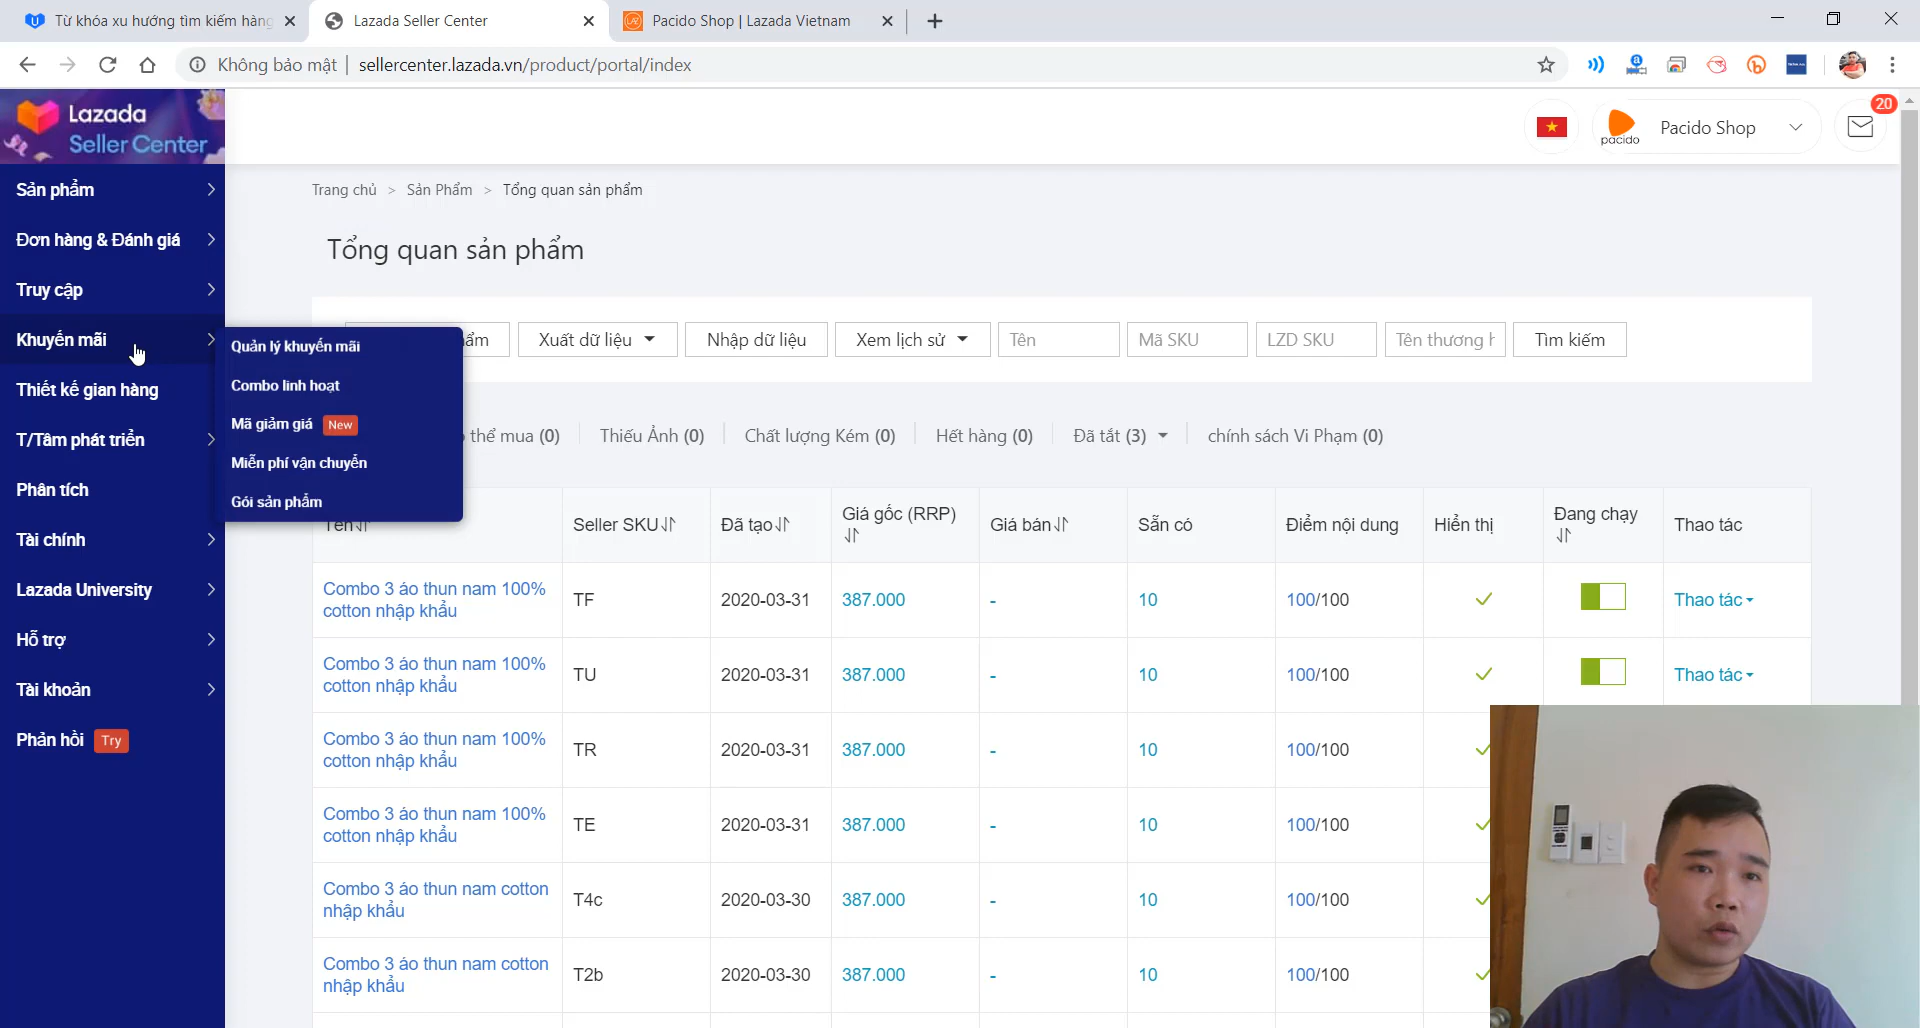 Từ khóa xu hướng tìm kiếm hàng
Lazada Seller Center
Pacido Shop | Lazada Vietnam
Không bảo mật
sellercenter.lazada.vn/product/portal/index
Lazada
Seller Center
20
pacido
Pacido Shop
Sản phẩm
Đơn hàng & Đánh giá
Truy cập
Khuyến mãi
Thiết kế gian hàng
T/Tâm phát triển
Phân tích
Tài chính
Lazada University
Hỗ trợ
Tài khoản
Phản hồi Try
Quản lý khuyến mãi
Combo linh hoạt
Mã giảm giá New
Miễn phí vận chuyển
Gói sản phẩm
Trang chủ > Sản Phẩm > Tổng quan sản phẩm
Tổng quan sản phẩm
Xuất dữ liệu Nhập dữ liệu Xem lịch sử Tên Mã SKU LZD SKU Tên thương h Tìm kiếm
thể mua (0) Thiếu Ảnh (0) Chất lượng Kém (0) Hết hàng (0) Đã tắt (3) chính sách Vi Phạm (0)
Tên Seller SKU Đã tạo Giá gốc (RRP) Giá bán Sẵn có Điểm nội dung Hiển thị Đang chạy Thao tác
Combo 3 áo thun nam 100%
cotton nhập khẩu
TF 2020-03-31 387.000 - 10 100/100 Thao tác
Combo 3 áo thun nam 100%
cotton nhập khẩu
TU 2020-03-31 387.000 - 10 100/100 Thao tác
Combo 3 áo thun nam 100%
cotton nhập khẩu
TR 2020-03-31 387.000 - 10 100/100
Combo 3 áo thun nam 100%
cotton nhập khẩu
TE 2020-03-31 387.000 - 10 100/100
Combo 3 áo thun nam cotton
nhập khẩu
T4c 2020-03-30 387.000 - 10 100/100
Combo 3 áo thun nam cotton
nhập khẩu
T2b 2020-03-30 387.000 - 10 100/100